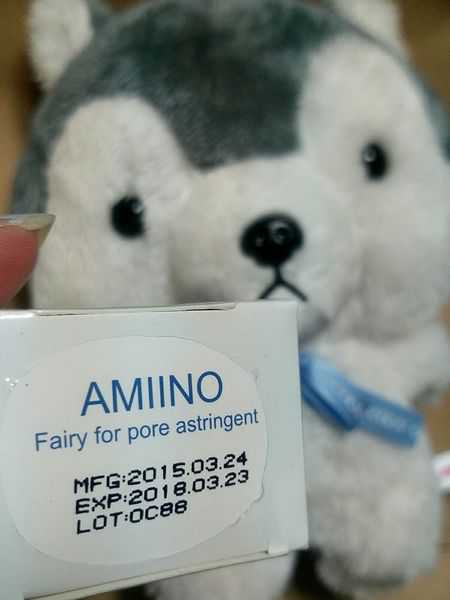 AMIINO
Fairy for pore astringent
MFG:2015.03.24
EXP:2018.03.23
LOT:0C88